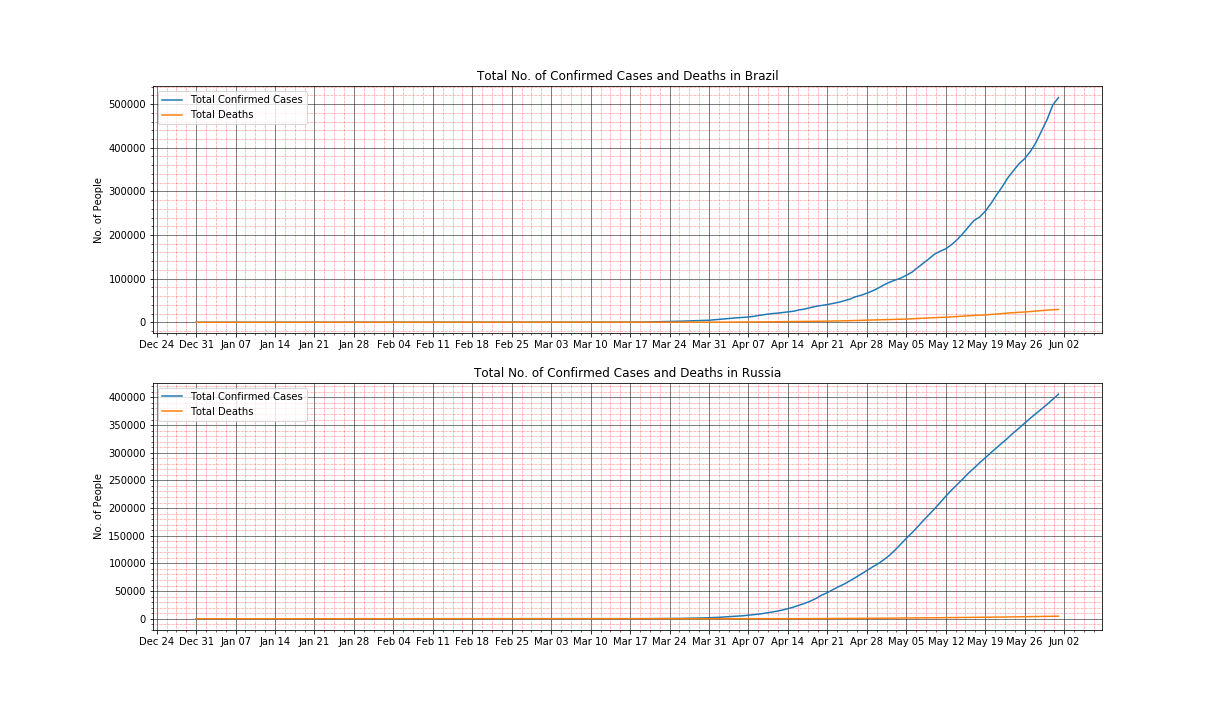 Total No. of Confirmed Cases and Deaths in Brazil
Total Confirmed Cases
Total Deaths
No. of People
500000
400000
300000
200000
100000
0
Dec 24 Dec 31 Jan 07 Jan 14 Jan 21 Jan 28 Feb 04 Feb 11 Feb 18 Feb 25 Mar 03 Mar 10 Mar 17 Mar 24 Mar 31 Apr 07 Apr 14 Apr 21 Apr 28 May 05 May 12 May 19 May 26 Jun 02
Total No. of Confirmed Cases and Deaths in Russia
Total Confirmed Cases
Total Deaths
No. of People
400000
350000
300000
250000
200000
150000
100000
50000
0
Dec 24 Dec 31 Jan 07 Jan 14 Jan 21 Jan 28 Feb 04 Feb 11 Feb 18 Feb 25 Mar 03 Mar 10 Mar 17 Mar 24 Mar 31 Apr 07 Apr 14 Apr 21 Apr 28 May 05 May 12 May 19 May 26 Jun 02